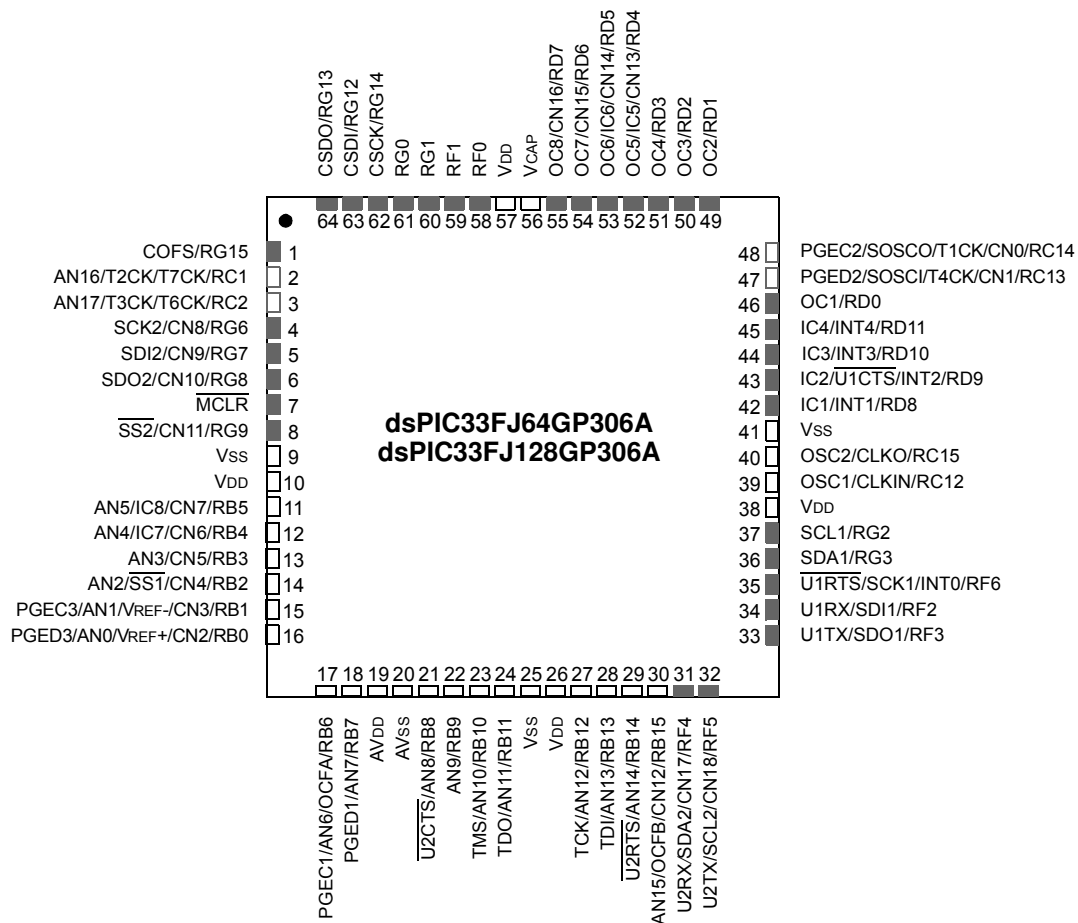 CSDO/RG13
CSDI/RG12
CSCK/RG14
RG0
RG1
RF1
RF0
VDD
VCAP
OC8/CN16/RD7
OC7/CN15/RD6
OC6/IC6/CN14/RD5
OC5/IC5/CN13/RD4
OC4/RD3
OC3/RD2
OC2/RD1
64 63 62 61 60 59 58 57 56 55 54 53 52 51 50 49
COFS/RG15 1
AN16/T2CK/T7CK/RC1 2
AN17/T3CK/T6CK/RC2 3
SCK2/CN8/RG6 4
SDI2/CN9/RG7 5
SDO2/CN10/RG8 6
MCLR 7
SS2/CN11/RG9 8
VSS 9
VDD 10
AN5/IC8/CN7/RB5 11
AN4/IC7/CN6/RB4 12
AN3/CN5/RB3 13
AN2/SS1/CN4/RB2 14
PGEC3/AN1/VREF-/CN3/RB1 15
PGED3/AN0/VREF+/CN2/RB0 16
dsPIC33FJ64GP306A
dsPIC33FJ128GP306A
48 PGEC2/SOSCO/T1CK/CN0/RC14
47 PGED2/SOSCI/T4CK/CN1/RC13
46 OC1/RD0
45 IC4/INT4/RD11
44 IC3/INT3/RD10
43 IC2/U1CTS/INT2/RD9
42 IC1/INT1/RD8
41 VSS
40 OSC2/CLKO/RC15
39 OSC1/CLKIN/RC12
38 VDD
37 SCL1/RG2
36 SDA1/RG3
35 U1RTS/SCK1/INT0/RF6
34 U1RX/SDI1/RF2
33 U1TX/SDO1/RF3
17 18 19 20 21 22 23 24 25 26 27 28 29 30 31 32
PGEC1/AN6/OCFA/RB6
PGED1/AN7/RB7
AVDD
AVSS
U2CTS/AN8/RB8
AN9/RB9
TMS/AN10/RB10
TDO/AN11/RB11
VSS
VDD
TCK/AN12/RB12
TDI/AN13/RB13
U2RTS/AN14/RB14
AN15/OCFB/CN12/RB15
U2RX/SDA2/CN17/RF4
U2TX/SCL2/CN18/RF5